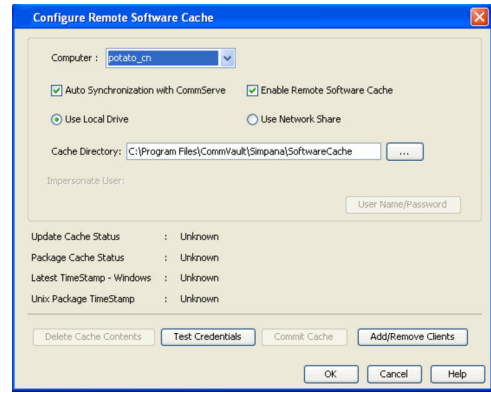 Configure Remote Software Cache
Computer : potato_cn
Auto Synchronization with CommServe Enable Remote Software Cache
Use Local Drive Use Network Share
Cache Directory: C:\Program Files\CommVault\Simpana\SoftwareCache ...
Impersonate User:
User Name/Password
Update Cache Status : Unknown
Package Cache Status : Unknown
Latest TimeStamp - Windows : Unknown
Unix Package TimeStamp : Unknown
Delete Cache Contents Test Credentials Commit Cache Add/Remove Clients
OK Cancel Help